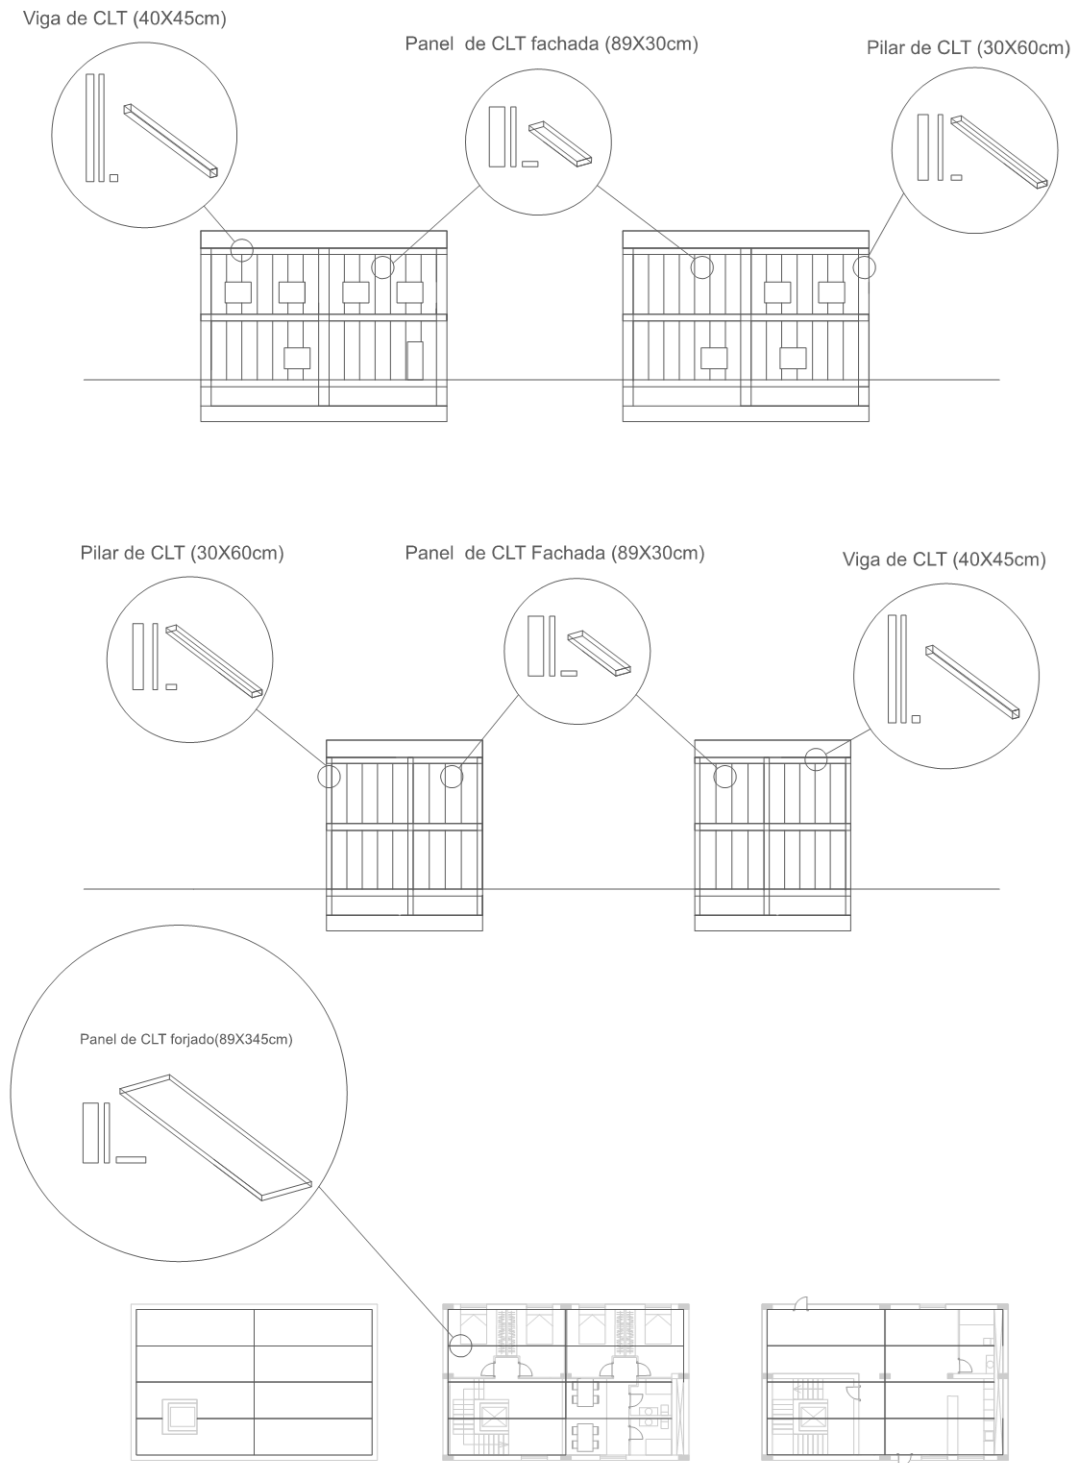 Viga de CLT (40X45cm)
Panel de CLT fachada (89X30cm)
Pilar de CLT (30X60cm)
Pilar de CLT (30X60cm)
Panel de CLT Fachada (89X30cm)
Viga de CLT (40X45cm)
Panel de CLT forjado(89X345cm)